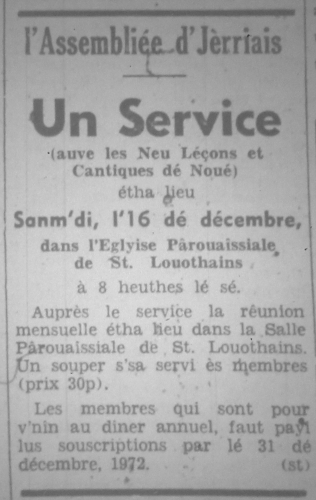 l'Assembliée d'Jèrriais
Un Service
(auve les Neu Léçons et
Cantiques dé Noué)
étha lieu
Sanm'di, l'16 dé décembre,
dans l'Eglyise Pârouaissiale
de St. Louothains
à 8 heuthes lé sé.
Auprès le service la réunion
mensuelle étha lieu dans la Salle
Pârouaissiale de St. Louothains.
Un souper s'sa servi ès membres
(prix 30p).
Les membres qui sont pour
v'nin au diner annuel, faut payi
lus souscriptions par lé 31 dé
décembre, 1972. (st)